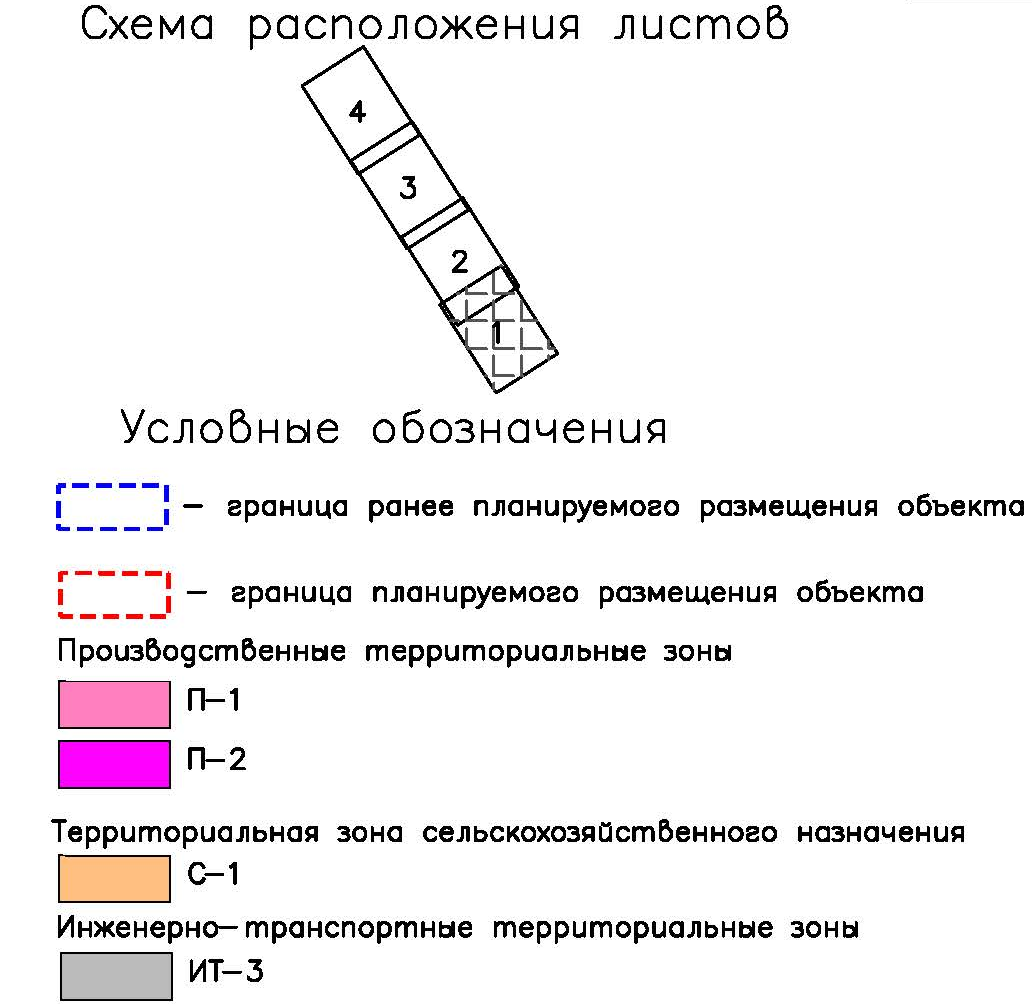 Схема расположения листов
4
3
2
1
Условные обозначения
– граница ранее планируемого размещения объекта
– граница планируемого размещения объекта
Производственные территориальные зоны
П–1
П–2
Территориальная зона сельскохозяйственного назначения
С–1
Инженерно–транспортные территориальные зоны
ИТ–3